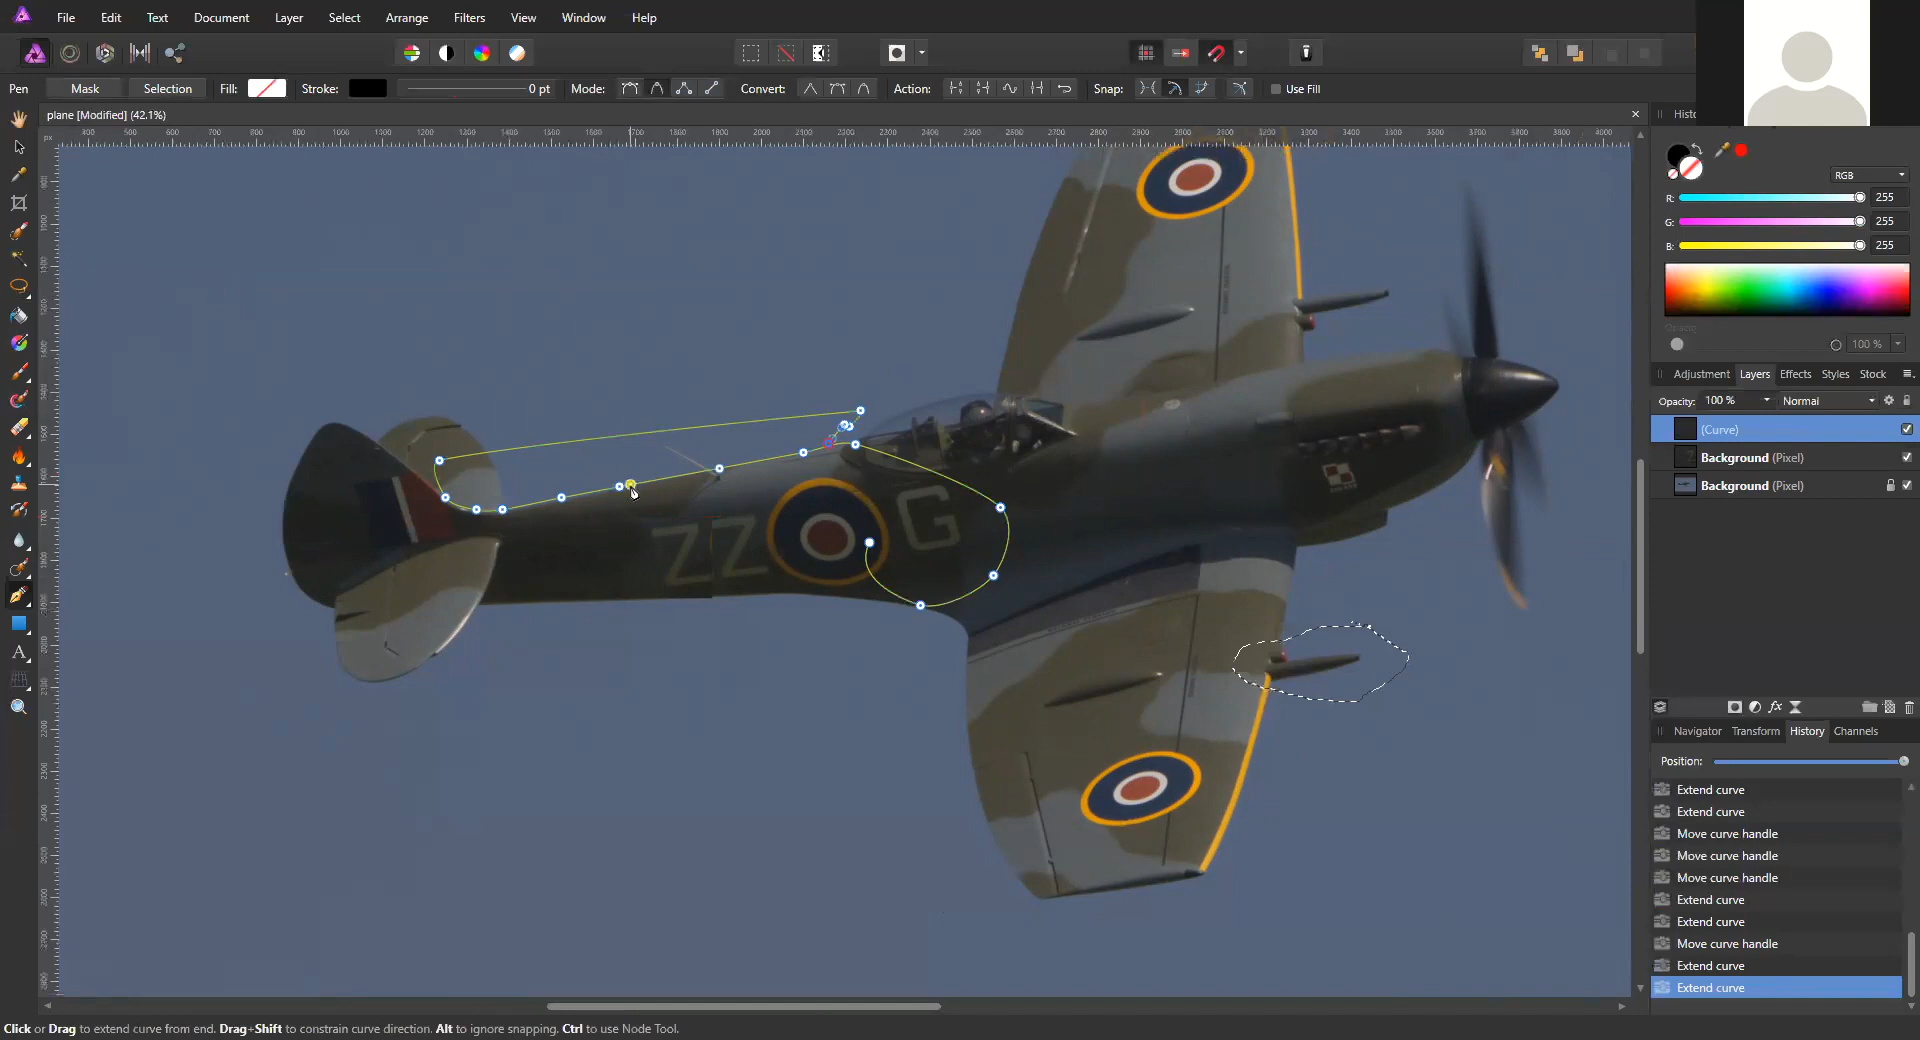 File Edit Text Document Layer Select Arrange Filters View Window Help
Pen Mask Selection Fill: Stroke: 0 pt Mode: Convert: Action: Snap: Use Fill
plane [Modified] (42.1%)
Histo
RGB
R: 255
G: 255
B: 255
Opacity
100 %
Adjustment Layers Effects Styles Stock
Opacity: 100 % Normal
(Curve)
Background (Pixel)
Background (Pixel)
ZZ G
Navigator Transform History Channels
Position:
Extend curve
Extend curve
Move curve handle
Move curve handle
Move curve handle
Extend curve
Extend curve
Move curve handle
Extend curve
Extend curve
Click or Drag to extend curve from end. Drag+Shift to constrain curve direction. Alt to ignore snapping. Ctrl to use Node Tool.